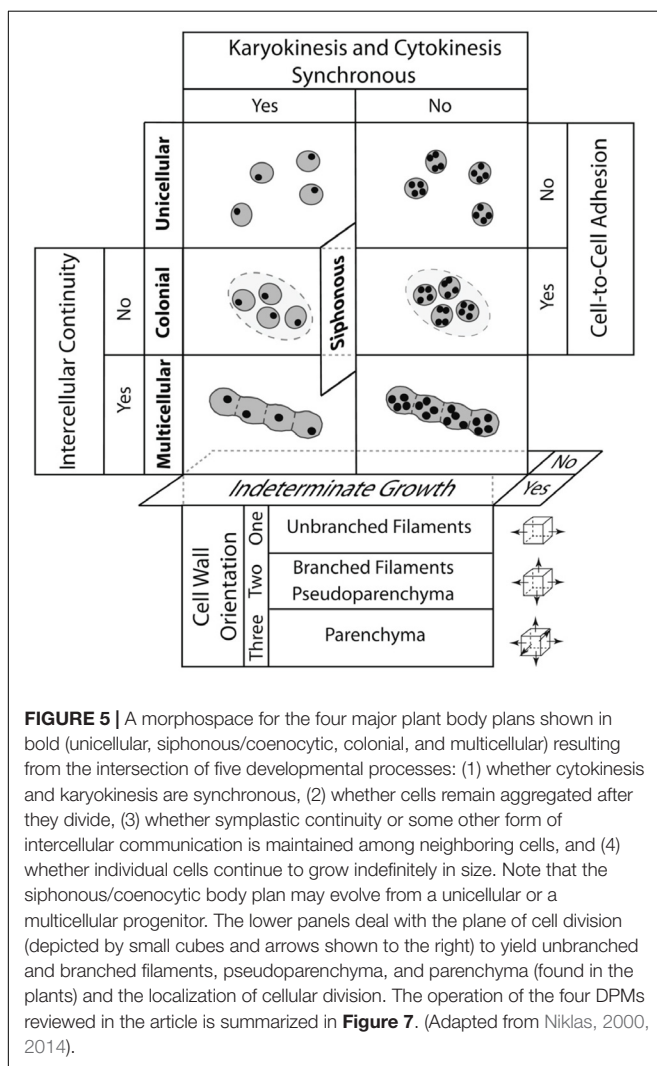 Karyokinesis and Cytokinesis
Synchronous
Yes
No
Unicellular
No
Cell-to-Cell Adhesion
Intercellular Continuity
No
Colonial
Siphonous
Yes
Yes
Multicellular
No
Indeterminate Growth
Yes
Cell Wall
Orientation
One
Unbranched Filaments
Two
Branched Filaments
Pseudoparenchyma
Three
Parenchyma
FIGURE 5 | A morphospace for the four major plant body plans shown in
bold (unicellular, siphonous/coenocytic, colonial, and multicellular) resulting
from the intersection of five developmental processes: (1) whether cytokinesis
and karyokinesis are synchronous, (2) whether cells remain aggregated after
they divide, (3) whether symplastic continuity or some other form of
intercellular communication is maintained among neighboring cells, and (4)
whether individual cells continue to grow indefinitely in size. Note that the
siphonous/coenocytic body plan may evolve from a unicellular or a
multicellular progenitor. The lower panels deal with the plane of cell division
(depicted by small cubes and arrows shown to the right) to yield unbranched
and branched filaments, pseudoparenchyma, and parenchyma (found in the
plants) and the localization of cellular division. The operation of the four DPMs
reviewed in the article is summarized in Figure 7. (Adapted from Niklas, 2000,
2014).